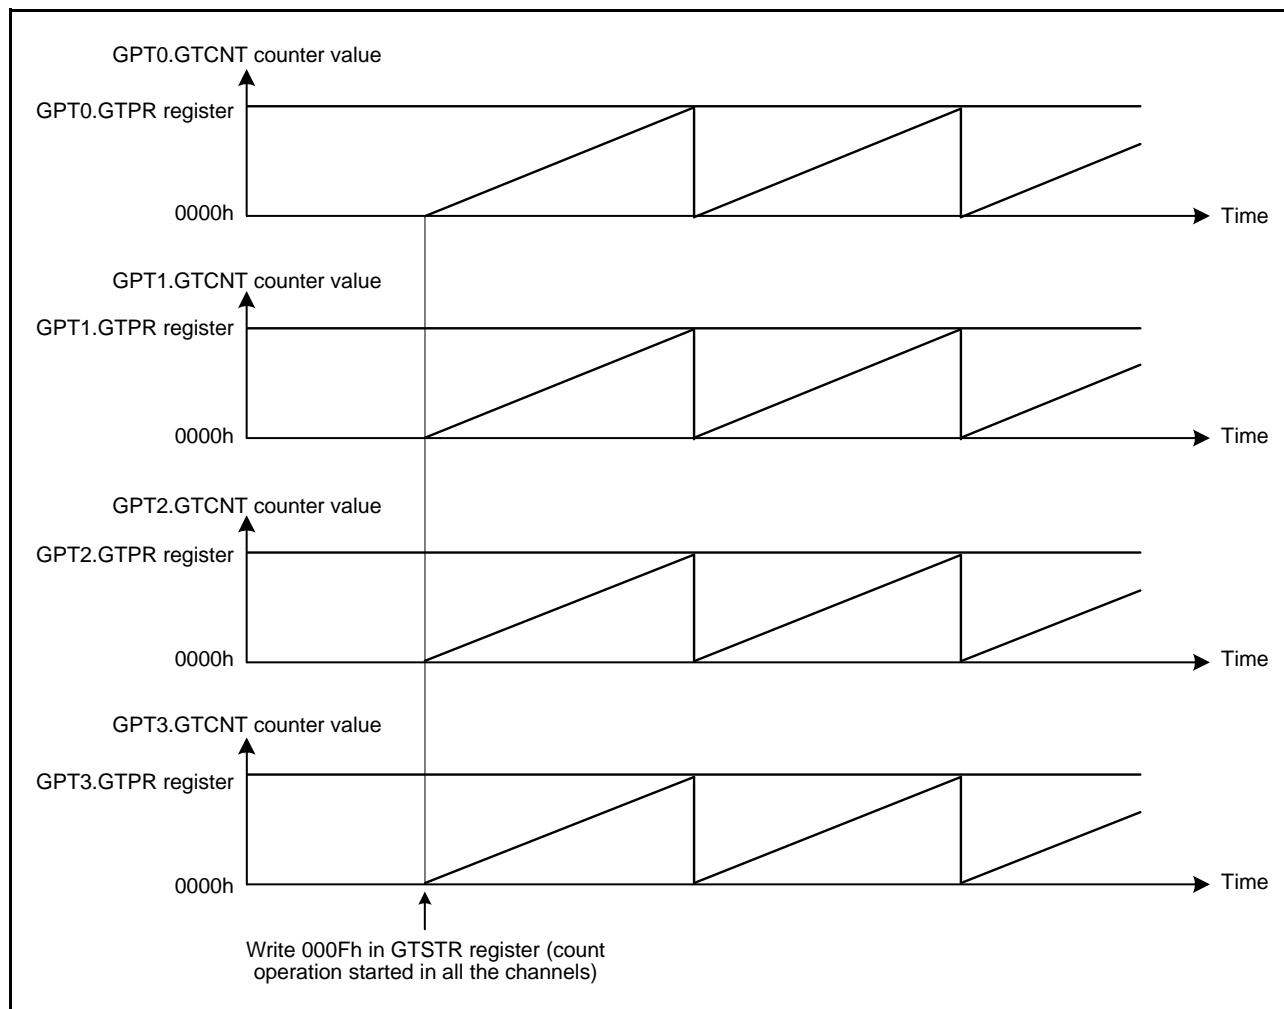 GPT0.GTCNT counter value
GPT0.GTPR register
0000h
Time
GPT1.GTCNT counter value
GPT1.GTPR register
0000h
Time
GPT2.GTCNT counter value
GPT2.GTPR register
0000h
Time
GPT3.GTCNT counter value
GPT3.GTPR register
0000h
Time
Write 000Fh in GTSTR register (count
operation started in all the channels)